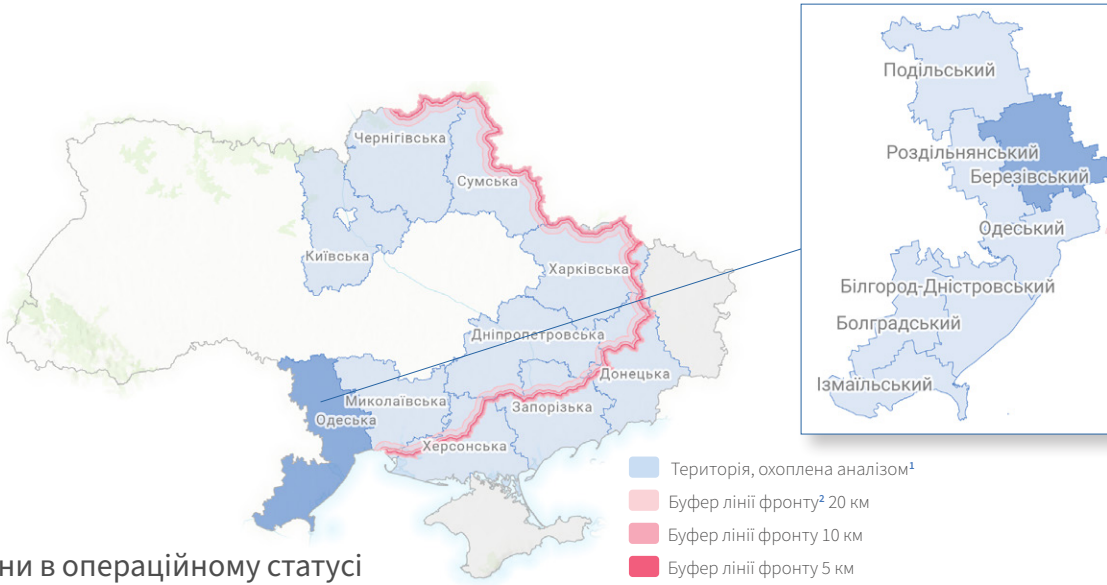 Чернігівська
Сумська
Київська
Харківська
Дніпропетровська
Донецька
Миколаївська
Запорізька
Одеська
Херсонська
Подільський
Роздільнянський
Березівський
Одеський
Білгород-Дністровський
Болградський
Ізмаїльський
Територія, охоплена аналізом¹
Буфер лінії фронту² 20 км
Буфер лінії фронту 10 км
Буфер лінії фронту 5 км
ни в операційному статусі